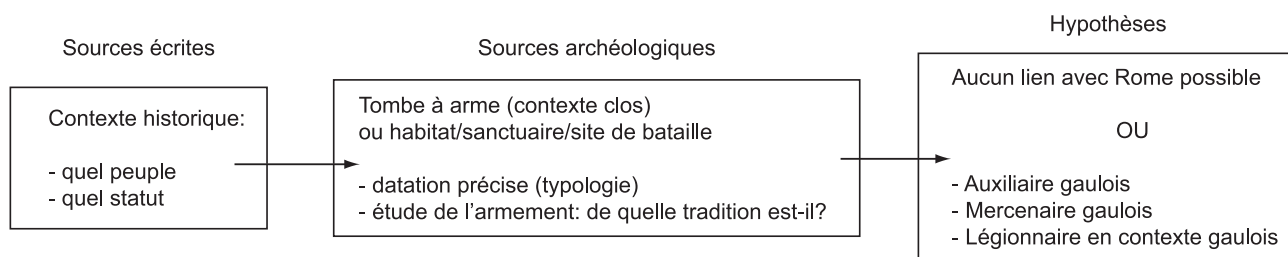 Sources écrites
Contexte historique:
- quel peuple
- quel statut
Sources archéologiques
Tombe à arme (contexte clos)
ou habitat/sanctuaire/site de bataille
- datation précise (typologie)
- étude de l'armement: de quelle tradition est-il?
Hypothèses
Aucun lien avec Rome possible
OU
- Auxiliaire gaulois
- Mercenaire gaulois
- Légionnaire en contexte gaulois